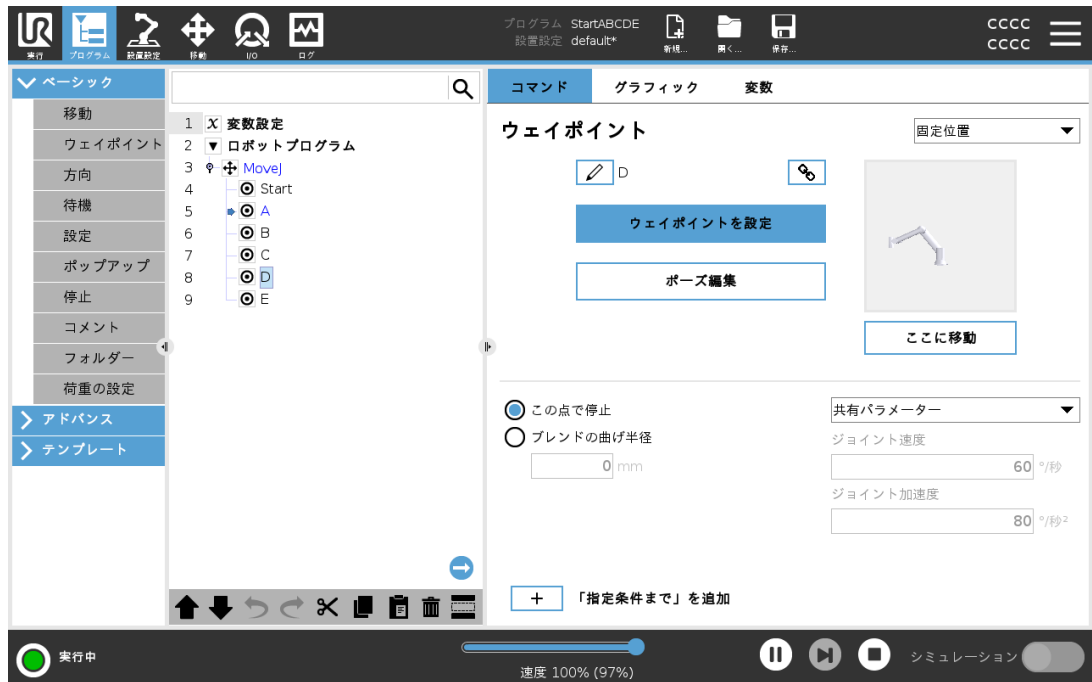 UR
実行
プログラム
設置設定
移動
I/O
ログ
プログラム StartABCDE
設置設定 default*
新規...
開く...
保存...
cccc
cccc
ベーシック
移動
ウェイポイント
方向
待機
設定
ポップアップ
停止
コメント
フォルダー
荷重の設定
アドバンス
テンプレート
1 X 変数設定
2 ▼ ロボットプログラム
3 MoveJ
4 Start
5 A
6 B
7 C
8 D
9 E
コマンド グラフィック 変数
ウェイポイント
固定位置
D
ウェイポイントを設定
ポーズ編集
ここに移動
この点で停止
ブレンドの曲げ半径
0 mm
共有パラメーター
ジョイント速度
60 °/秒
ジョイント加速度
80 °/秒²
+ 「指定条件まで」を追加
実行中
速度 100% (97%)
シミュレーション